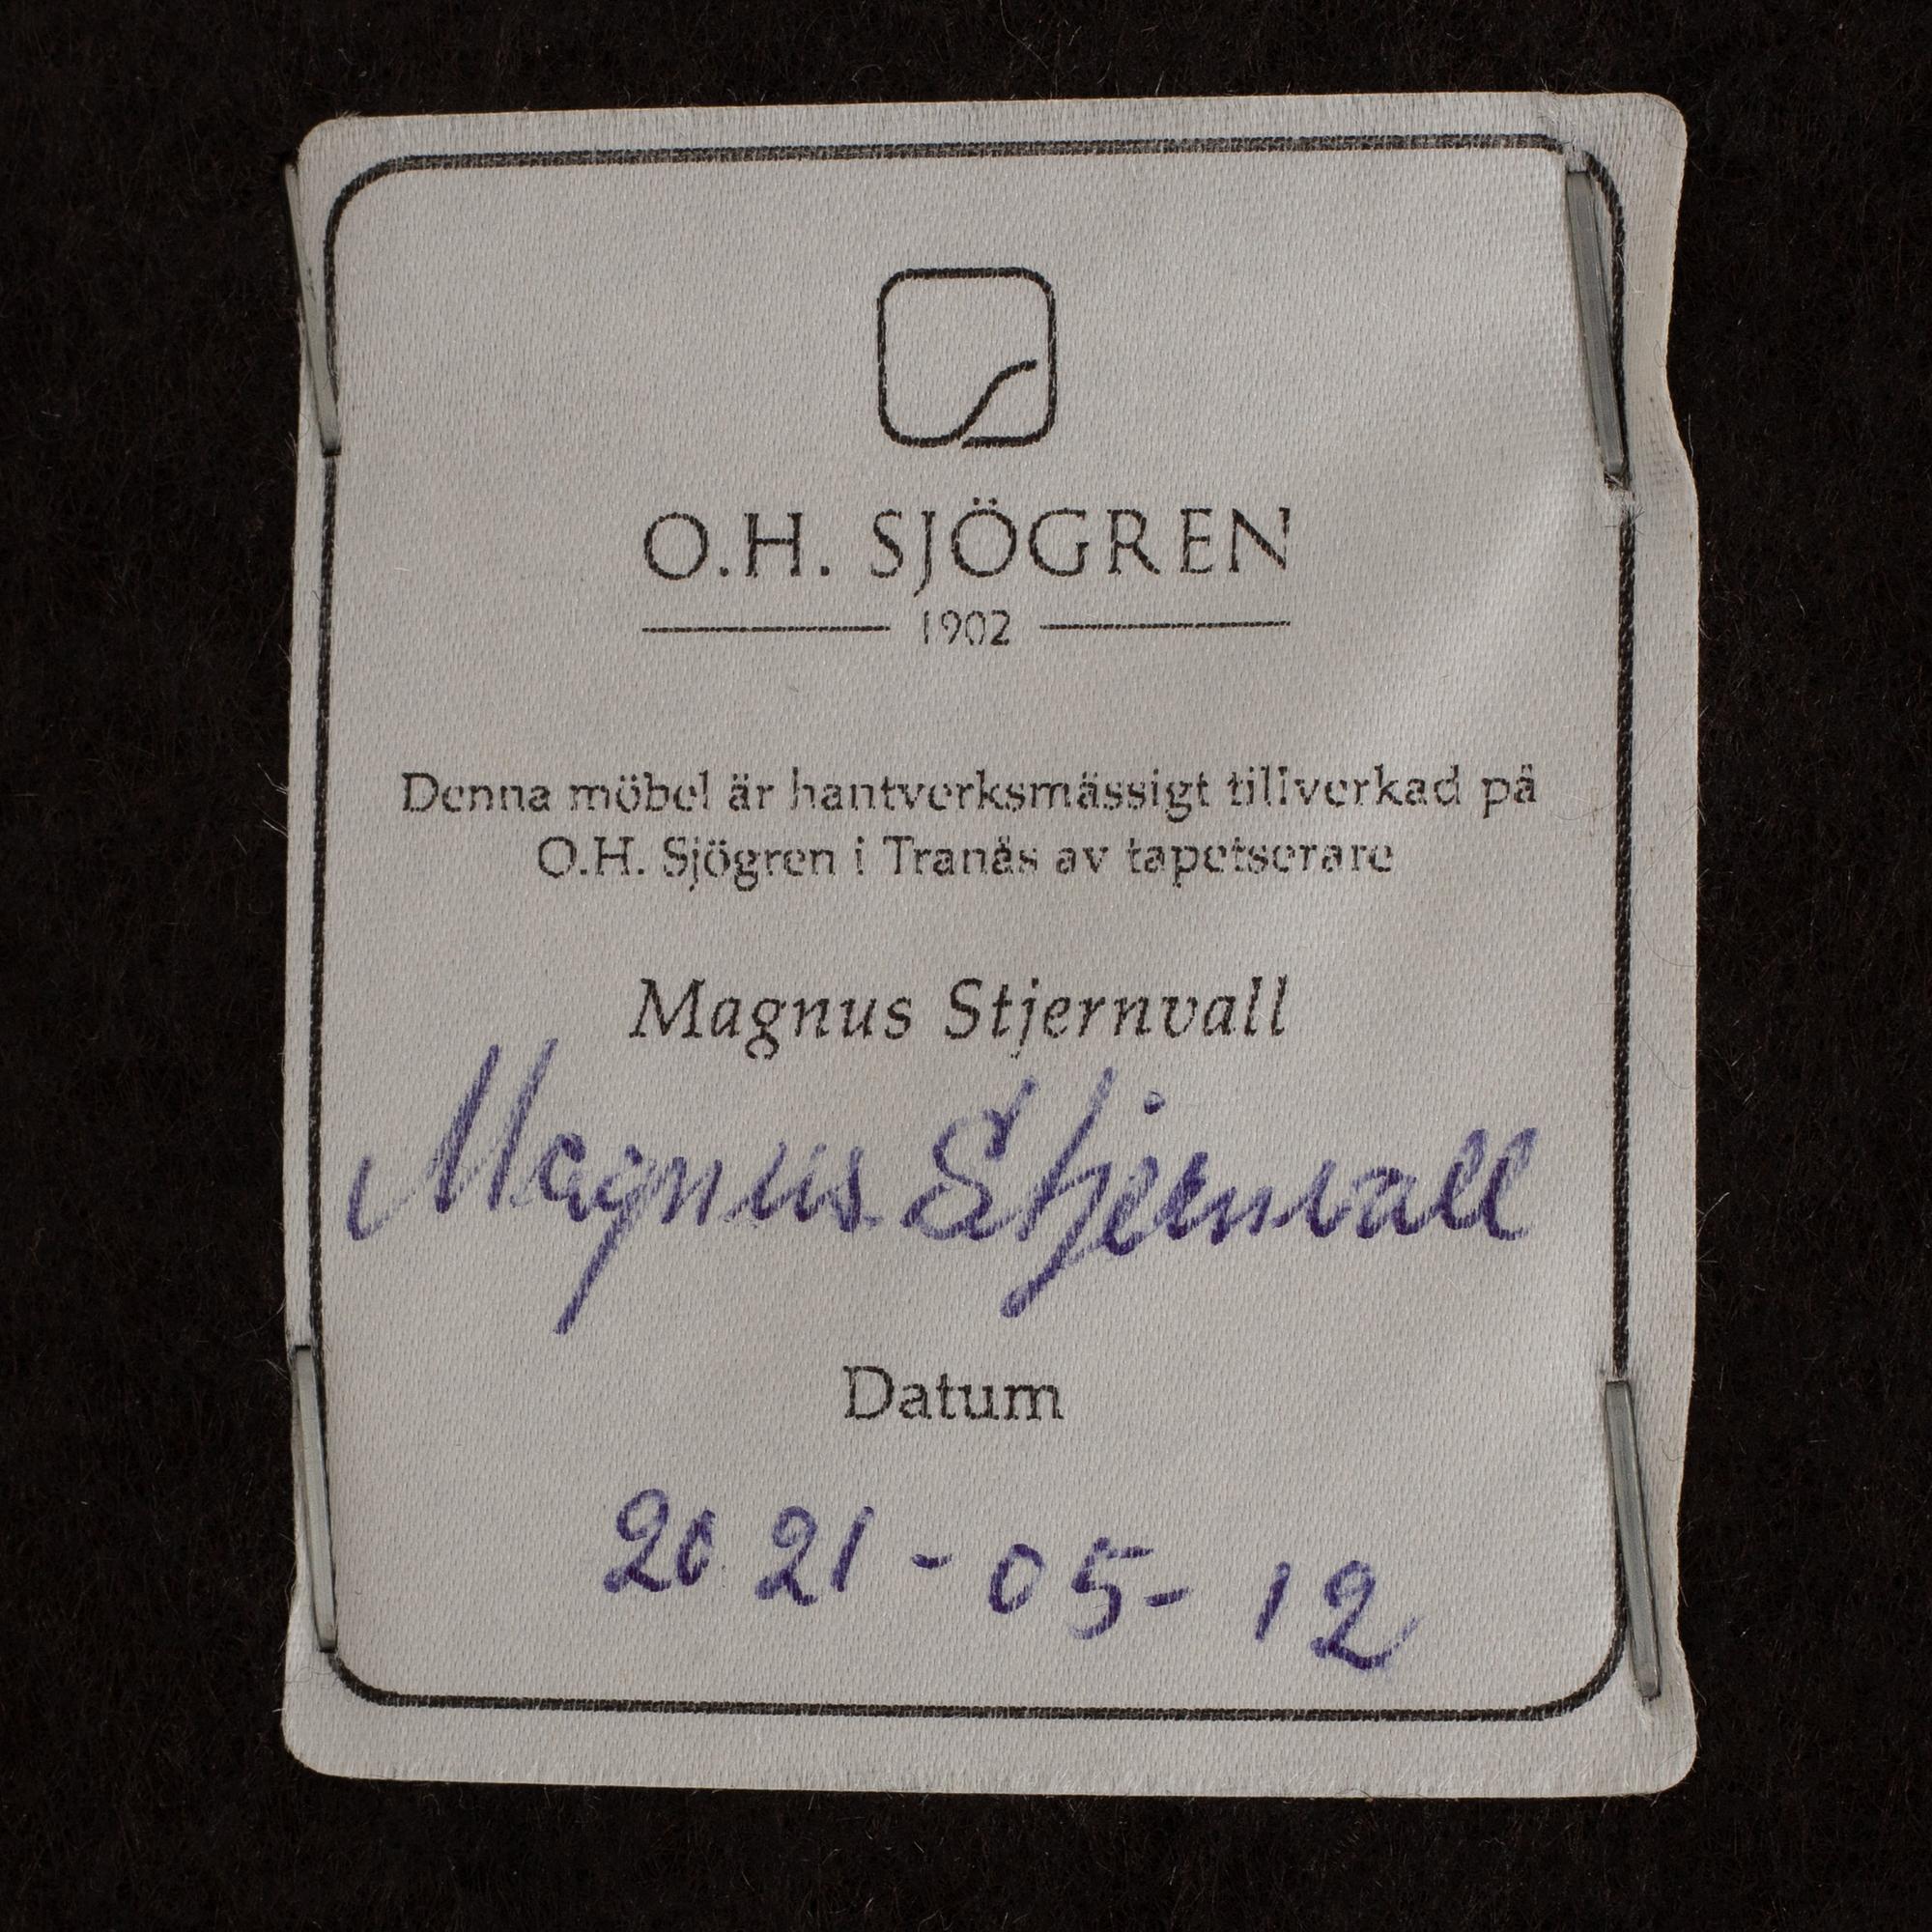 O.H. SJÖGREN
1902
Denna möbel är hantverksmässigt tillverkad på
O.H. Sjögren i Tranås av tapetserare
Magnus Stjernvall
Magnus Stjernvall
Datum
2021-05-12